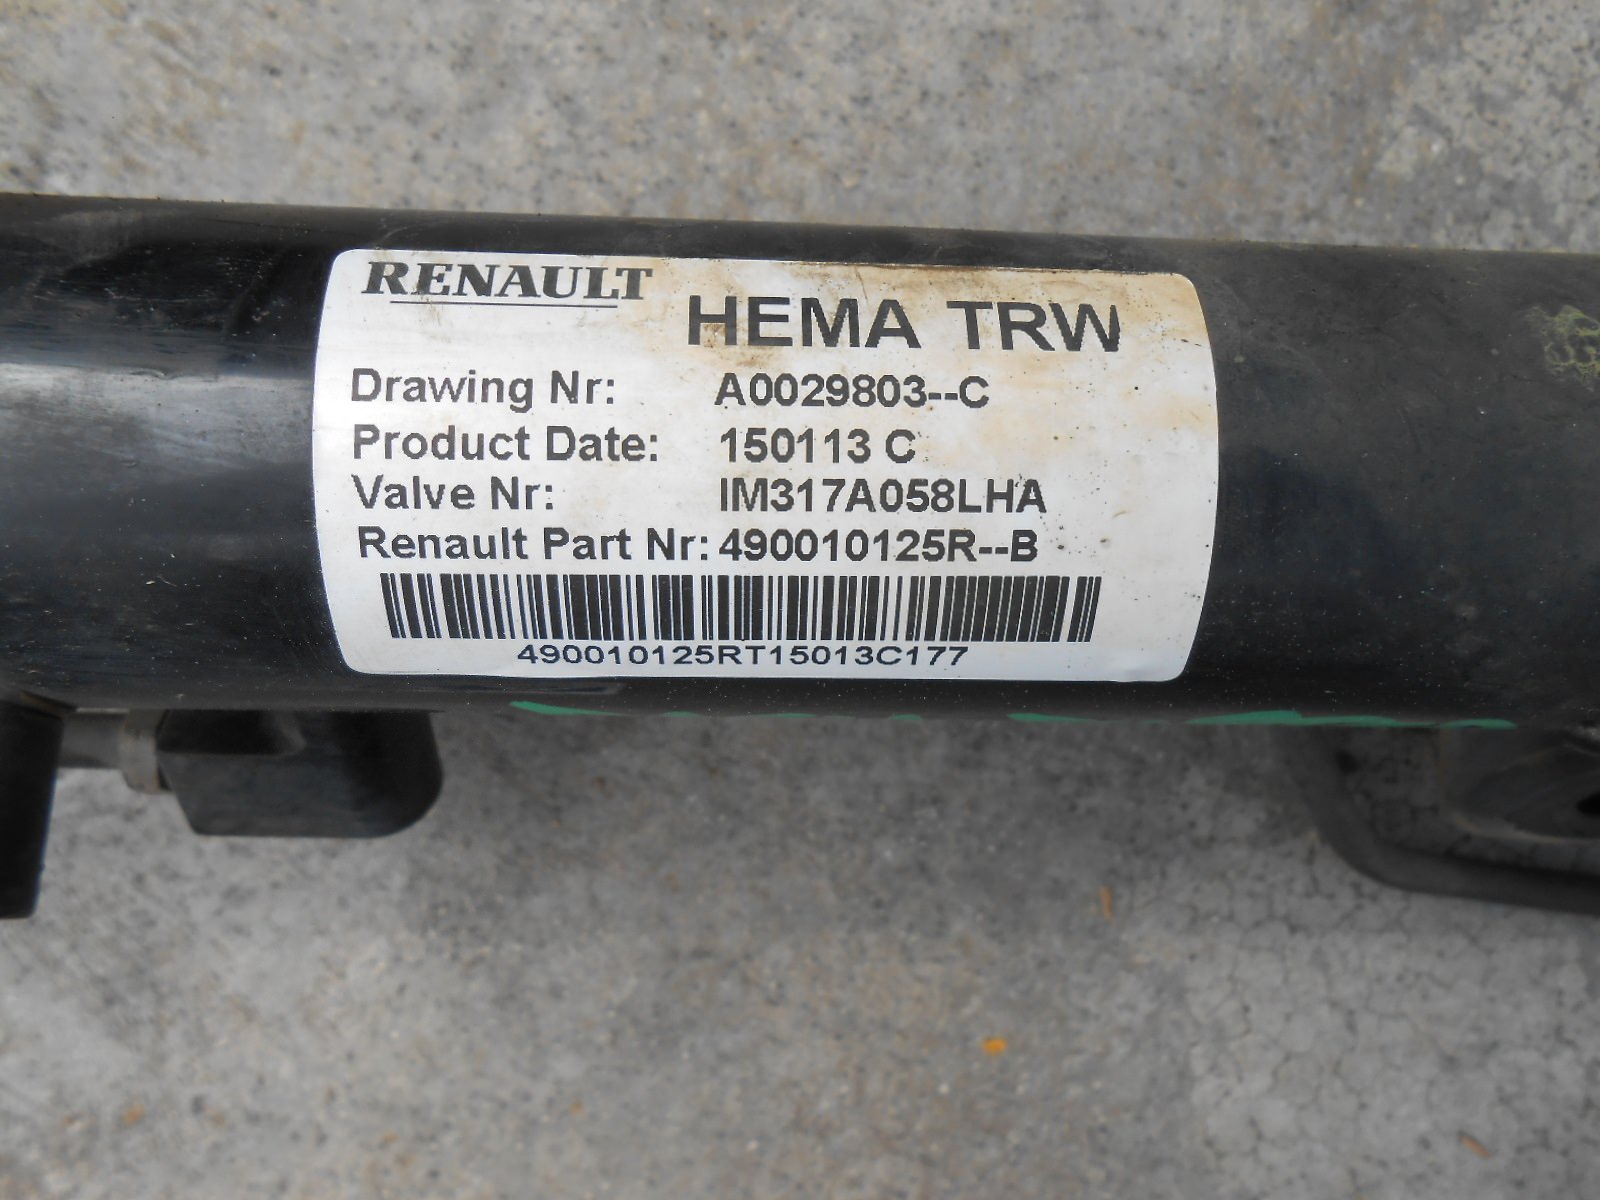 RENAULT HEMA TRW
Drawing Nr: A0029803--C
Product Date: 150113 C
Valve Nr: IM317A058LHA
Renault Part Nr: 490010125R--B
490010125RT15013C177